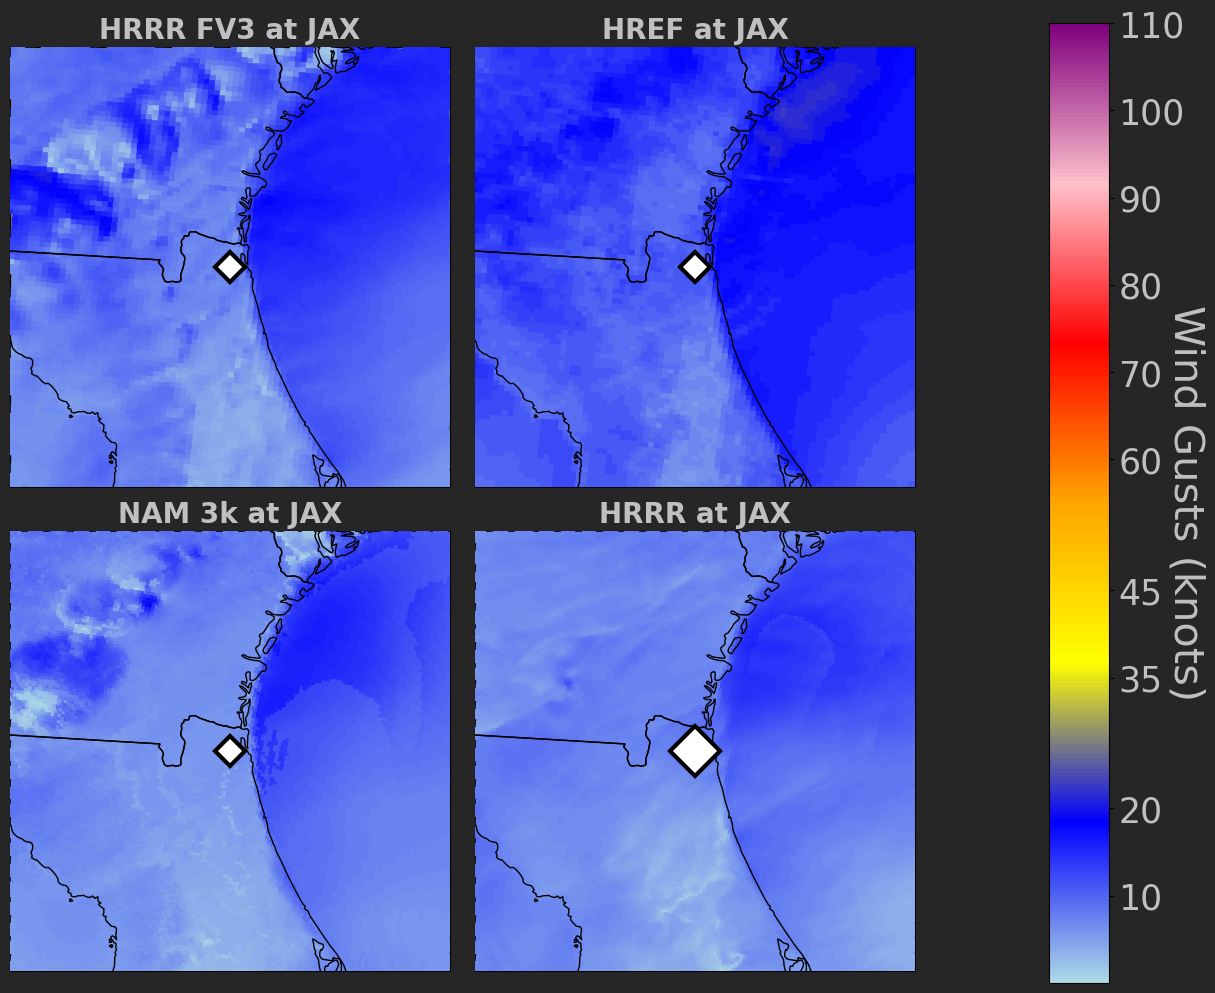 HRRR FV3 at JAX
HREF at JAX
NAM 3k at JAX
HRRR at JAX
110
100
90
80
70
60
45
35
20
10
Wind Gusts (knots)